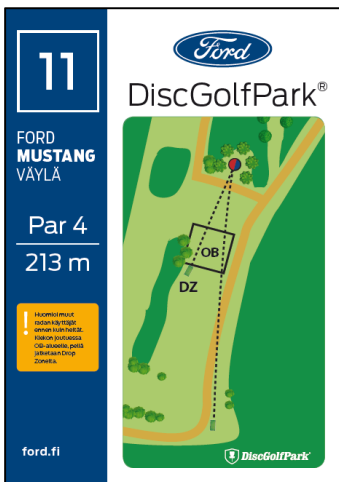 11
Ford
DiscGolfPark®
FORD
MUSTANG
VÄYLÄ
Par 4
213 m
OB
DZ
!
Huomioi muut
radan käyttäjät
ennen kuin heität.
Kiekon joutuessa
OB-alueelle, peliä
jatketaan Drop
Zonelta.
ford.fi
DiscGolfPark®